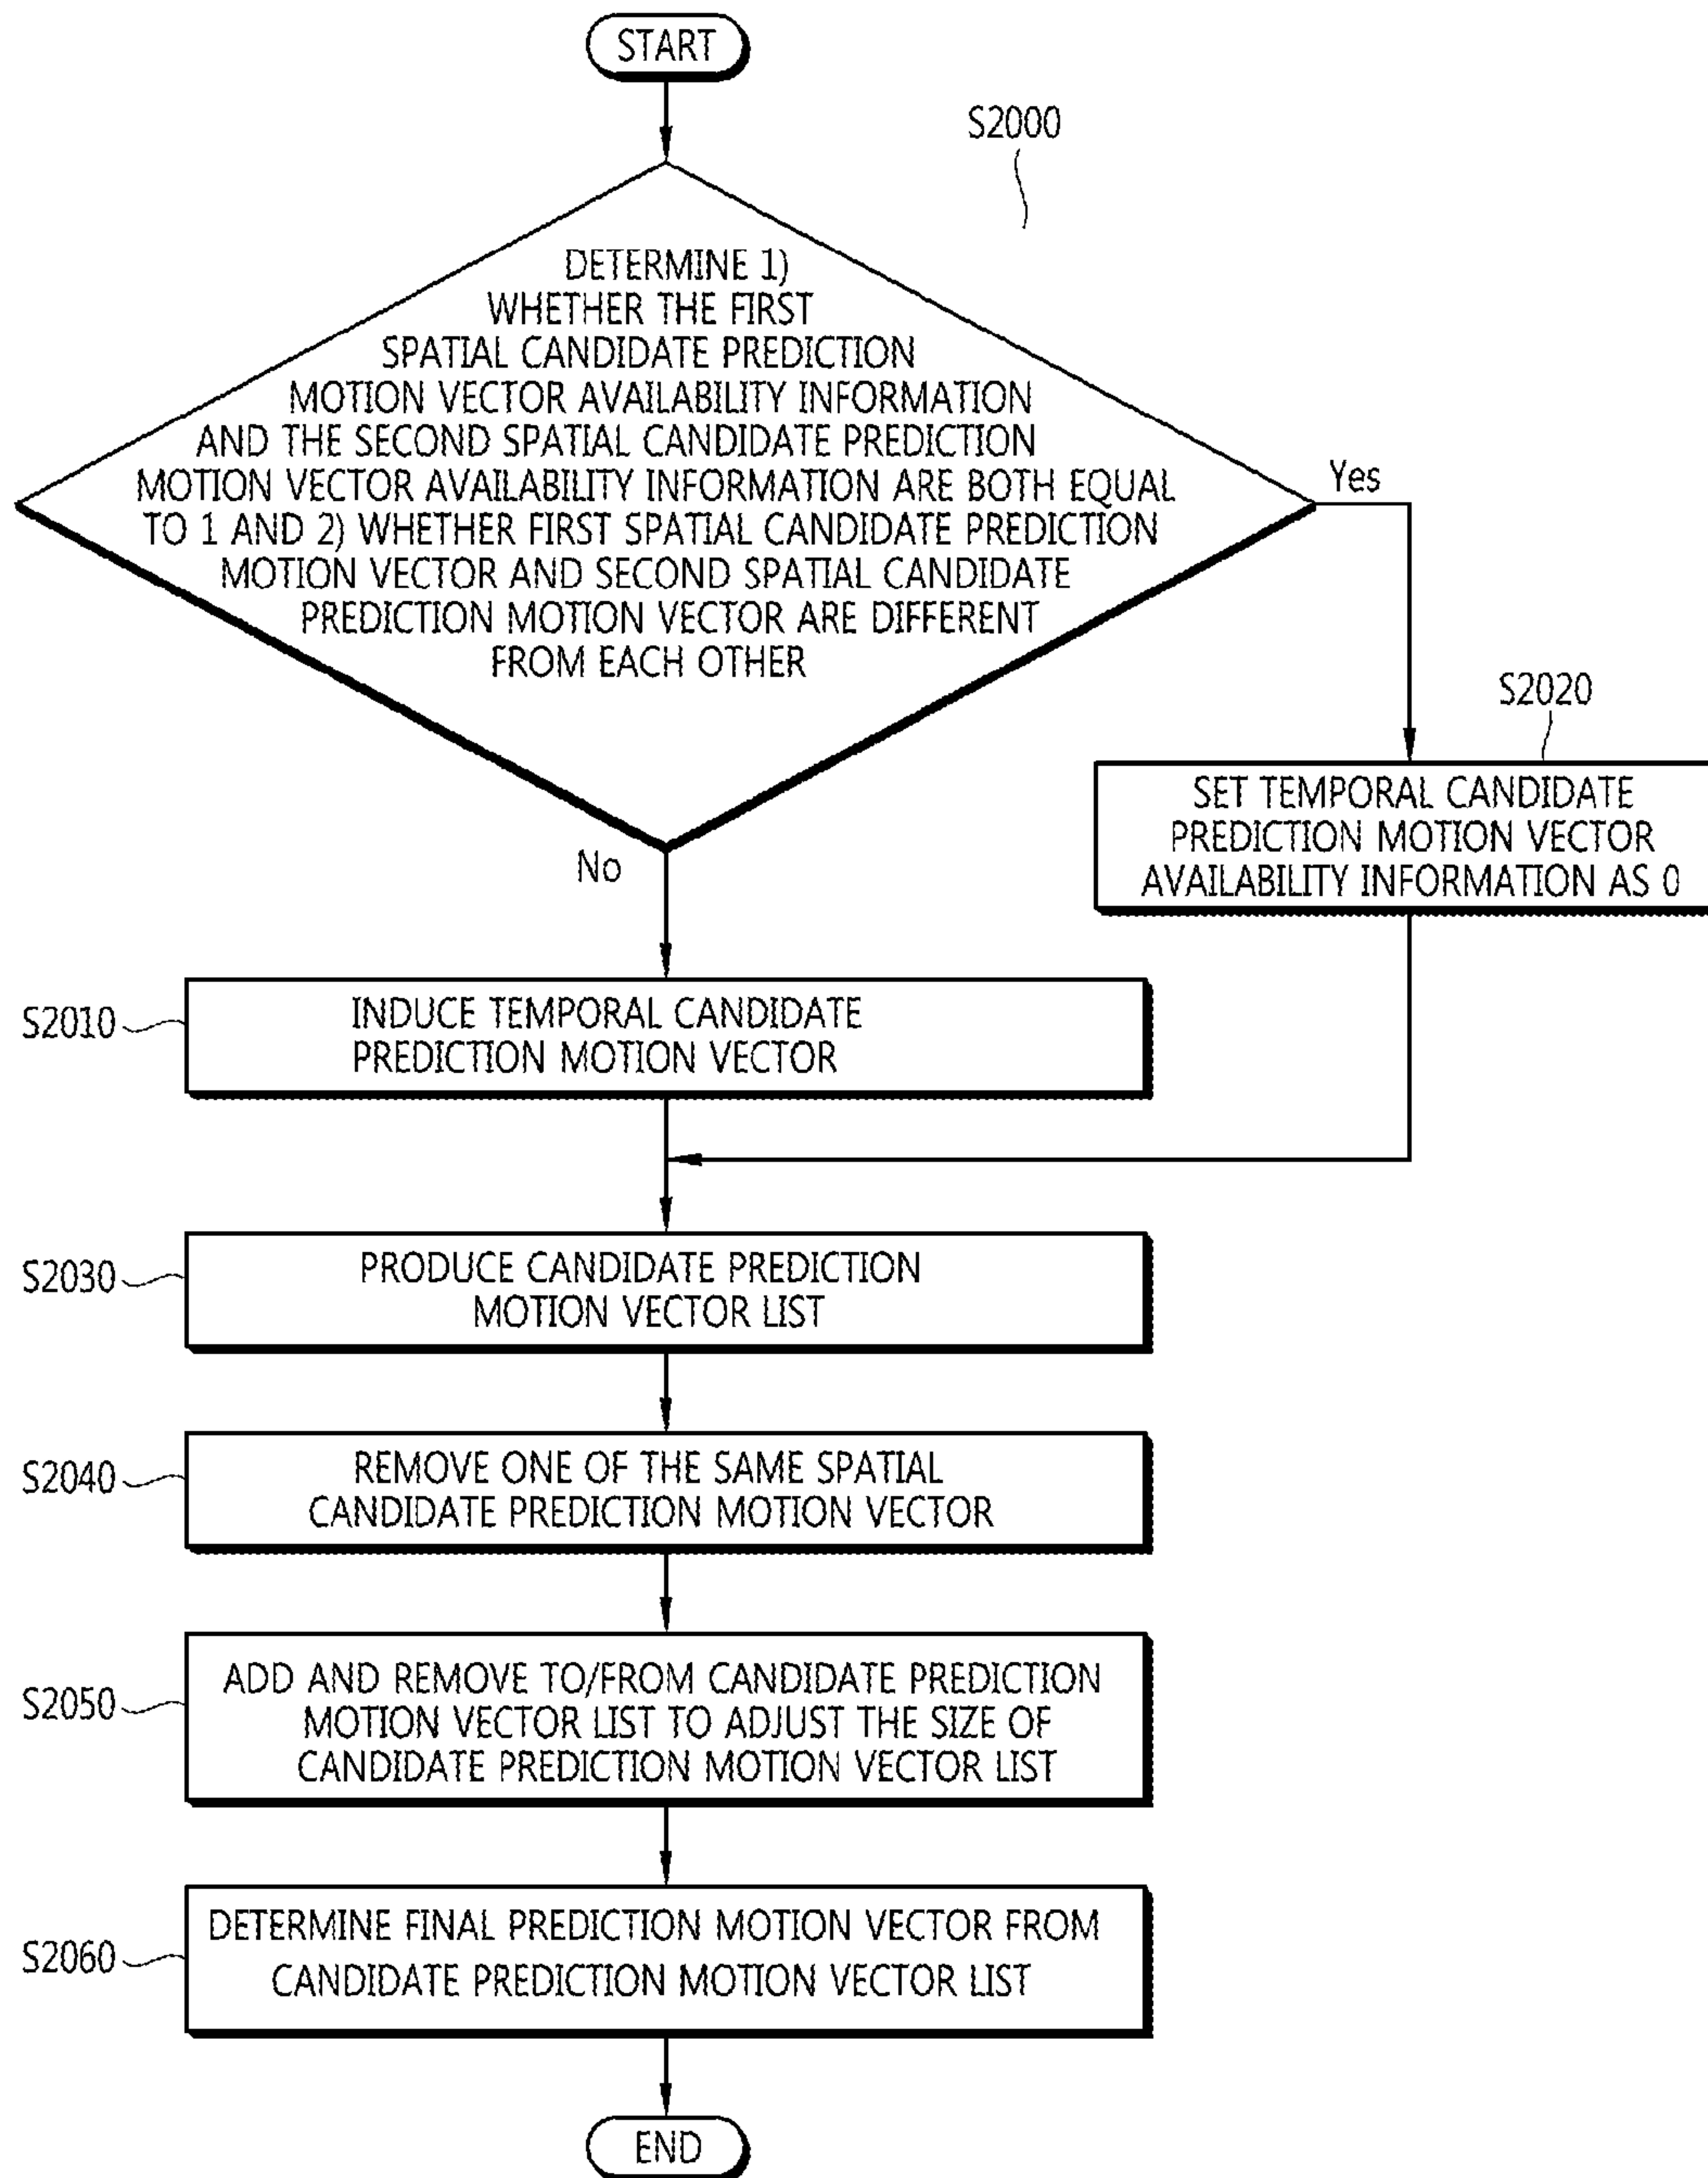 START
S2000
DETERMINE 1)
WHETHER THE FIRST
SPATIAL CANDIDATE PREDICTION
MOTION VECTOR AVAILABILITY INFORMATION
AND THE SECOND SPATIAL CANDIDATE PREDICTION
MOTION VECTOR AVAILABILITY INFORMATION ARE BOTH EQUAL
TO 1 AND 2) WHETHER FIRST SPATIAL CANDIDATE PREDICTION
MOTION VECTOR AND SECOND SPATIAL CANDIDATE
PREDICTION MOTION VECTOR ARE DIFFERENT
FROM EACH OTHER
Yes
S2020
SET TEMPORAL CANDIDATE
PREDICTION MOTION VECTOR
AVAILABILITY INFORMATION AS 0
No
S2010
INDUCE TEMPORAL CANDIDATE
PREDICTION MOTION VECTOR
S2030
PRODUCE CANDIDATE PREDICTION
MOTION VECTOR LIST
S2040
REMOVE ONE OF THE SAME SPATIAL
CANDIDATE PREDICTION MOTION VECTOR
S2050
ADD AND REMOVE TO/FROM CANDIDATE PREDICTION
MOTION VECTOR LIST TO ADJUST THE SIZE OF
CANDIDATE PREDICTION MOTION VECTOR LIST
S2060
DETERMINE FINAL PREDICTION MOTION VECTOR FROM
CANDIDATE PREDICTION MOTION VECTOR LIST
END